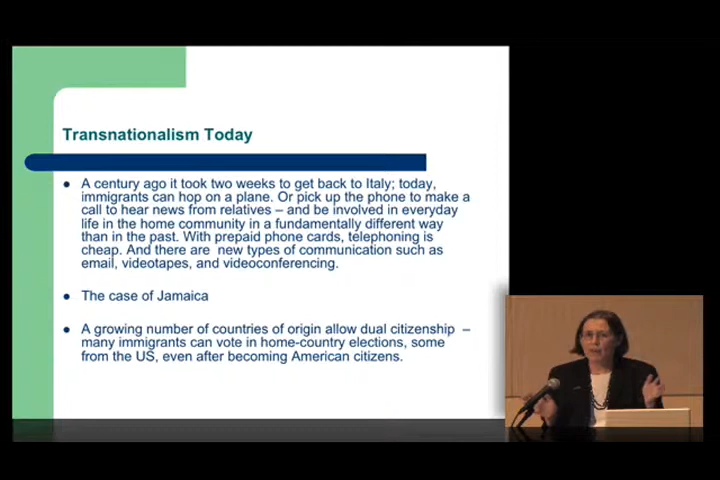 Transnationalism Today
A century ago it took two weeks to get back to Italy; today,
immigrants can hop on a plane. Or pick up the phone to make a
call to hear news from relatives – and be involved in everyday
life in the home community in a fundamentally different way
than in the past. With prepaid phone cards, telephoning is
cheap. And there are new types of communication such as
email, videotapes, and videoconferencing.
The case of Jamaica
A growing number of countries of origin allow dual citizenship –
many immigrants can vote in home-country elections, some
from the US, even after becoming American citizens.